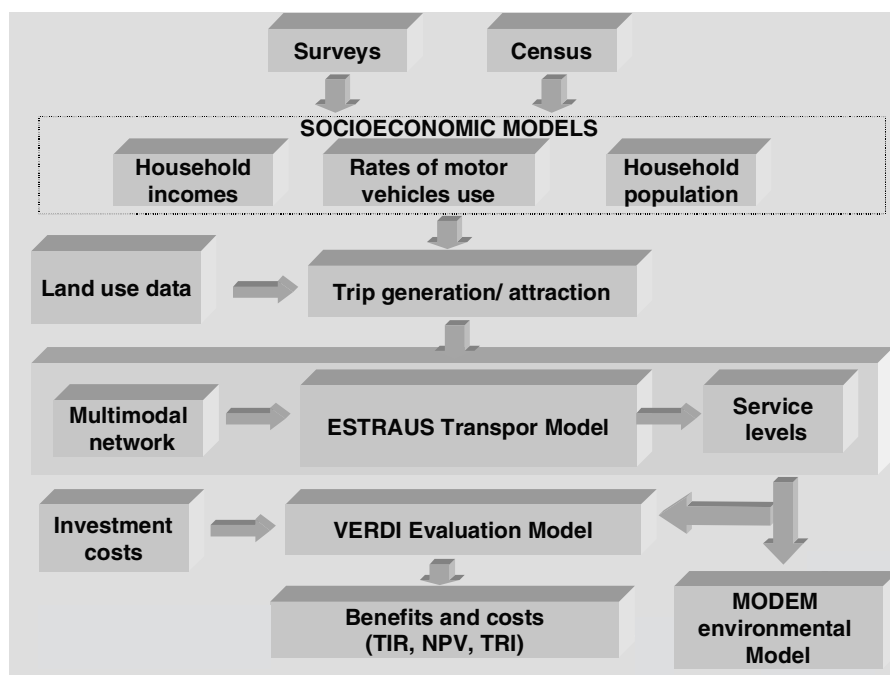 Surveys
Census
SOCIOECONOMIC MODELS
Household
incomes
Rates of motor
vehicles use
Household
population
Land use data
Trip generation/ attraction
Multimodal
network
ESTRAUS Transpor Model
Service
levels
Investment
costs
VERDI Evaluation Model
Benefits and costs
(TIR, NPV, TRI)
MODEM
environmental
Model